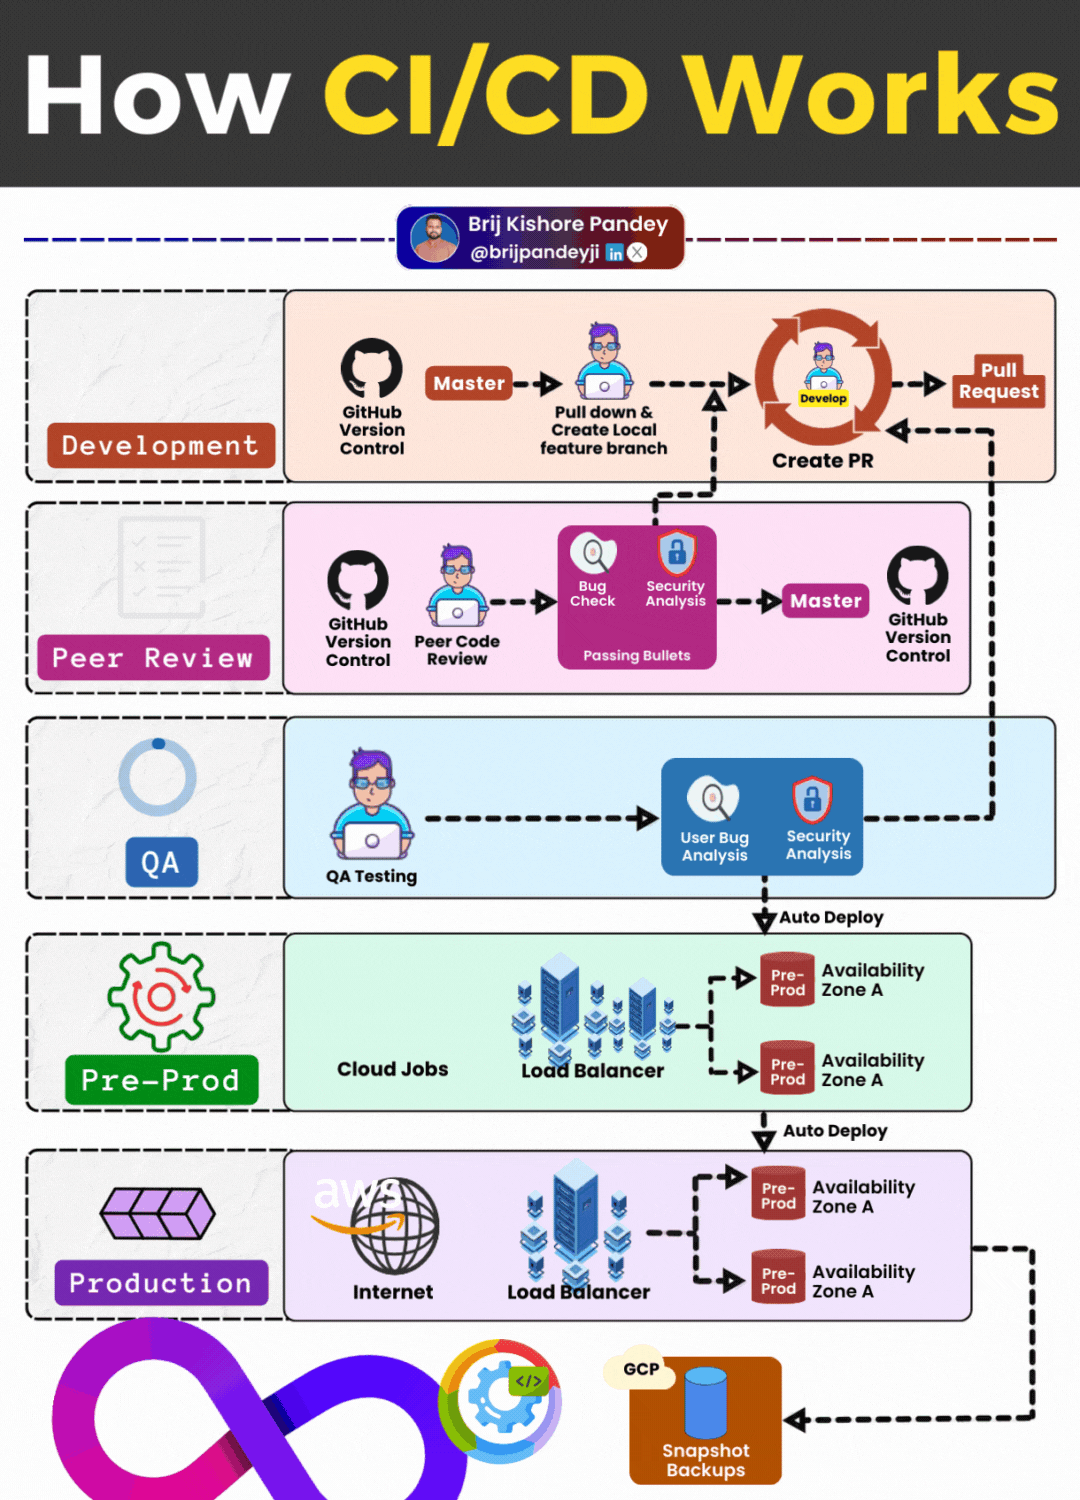 How CI/CD Works
Brij Kishore Pandey
@brijpandeyji in X
Development
GitHub
Version
Control
Master
Pull down &
Create Local
feature branch
Develop
Create PR
Pull
Request
Peer Review
GitHub
Version
Control
Peer Code
Review
Bug
Check
Security
Analysis
Passing Bullets
Master
GitHub
Version
Control
QA
QA Testing
User Bug
Analysis
Security
Analysis
Auto Deploy
Pre-Prod
Cloud Jobs
Load Balancer
Pre-
Prod
Availability
Zone A
Pre-
Prod
Availability
Zone A
Auto Deploy
Production
aws
Internet
Load Balancer
Pre-
Prod
Availability
Zone A
Pre-
Prod
Availability
Zone A
</>
GCP
Snapshot
Backups